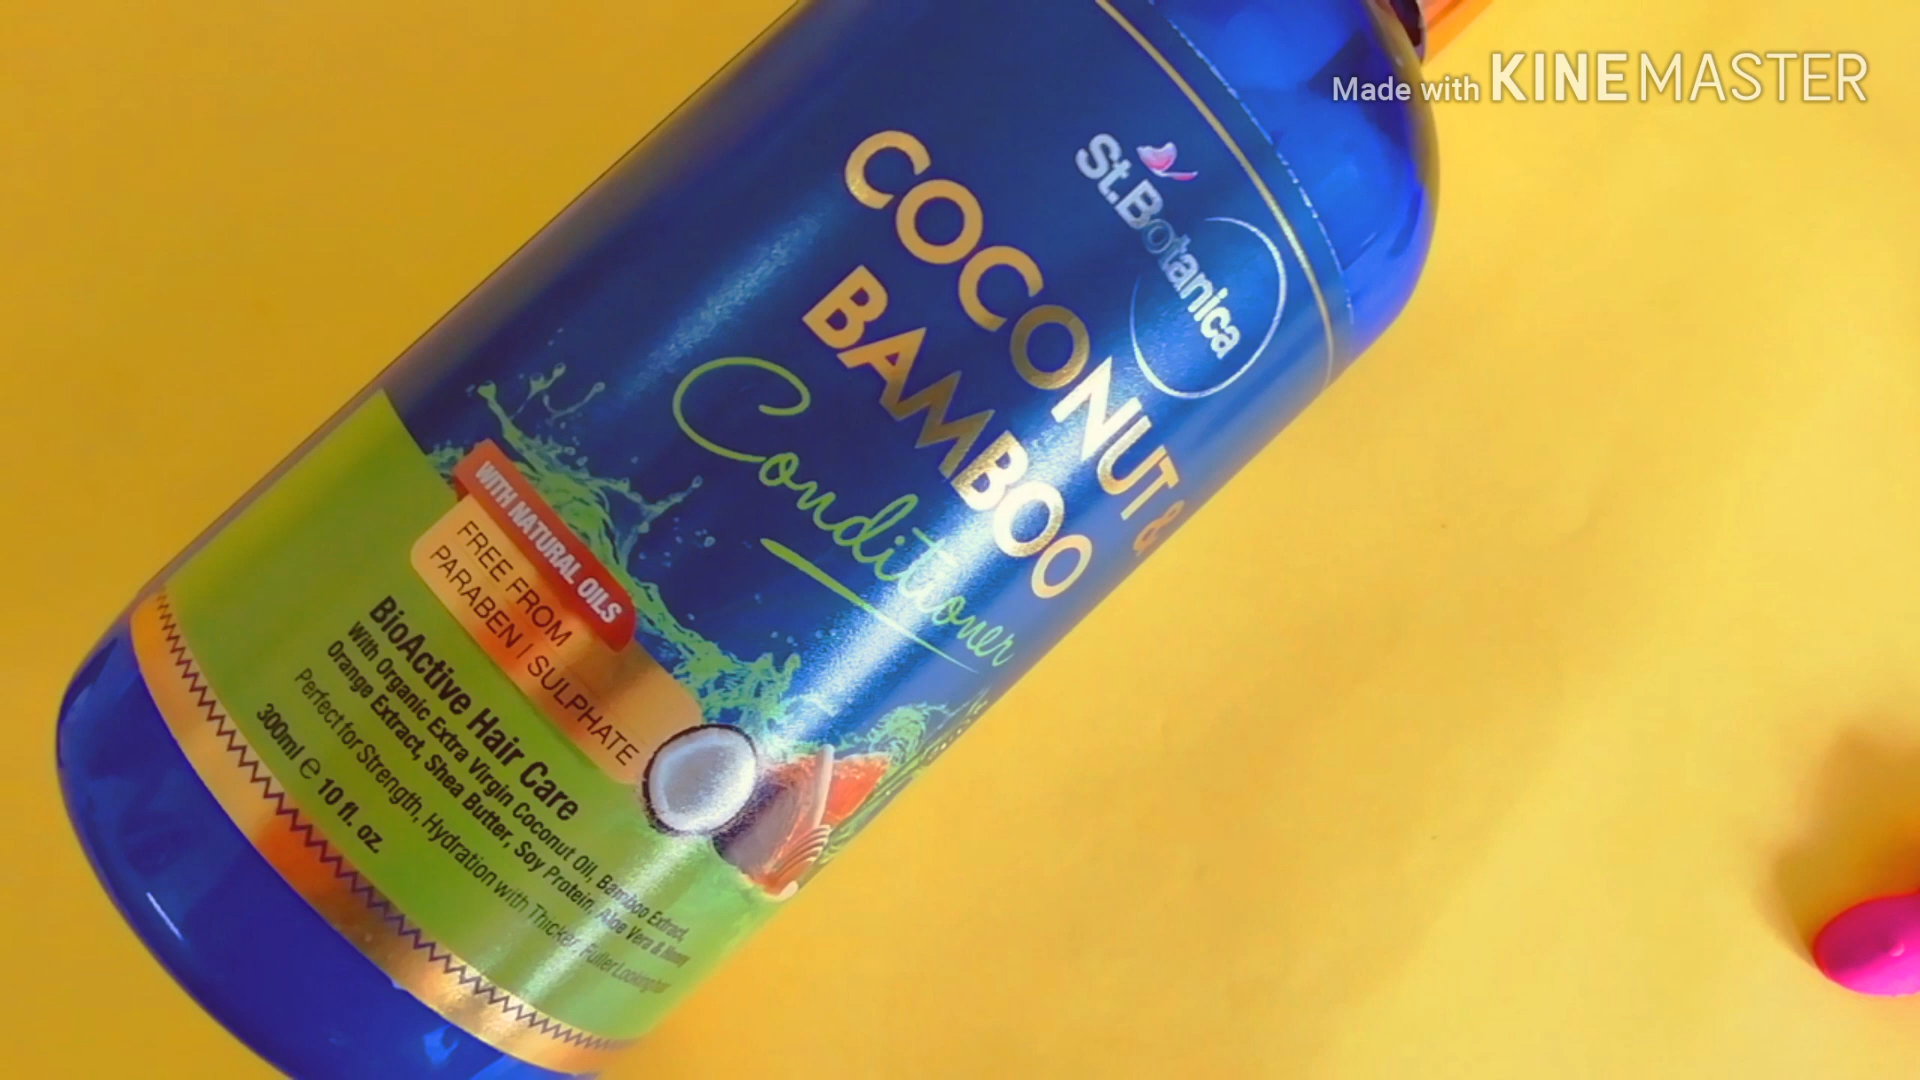 Made with KINEMASTER
St.Botanica
COCONUT &
BAMBOO
Conditioner
WITH NATURAL OILS
FREE FROM
PARABEN | SULPHATE
BioActive Hair Care
With Organic Extra Virgin Coconut Oil, Bamboo Extract,
Orange Extract, Shea Butter, Soy Protein, Aloe Vera & Honey
Perfect for Strength, Hydration with Thicker, Fuller Looking
300ml e 10 fl. oz.